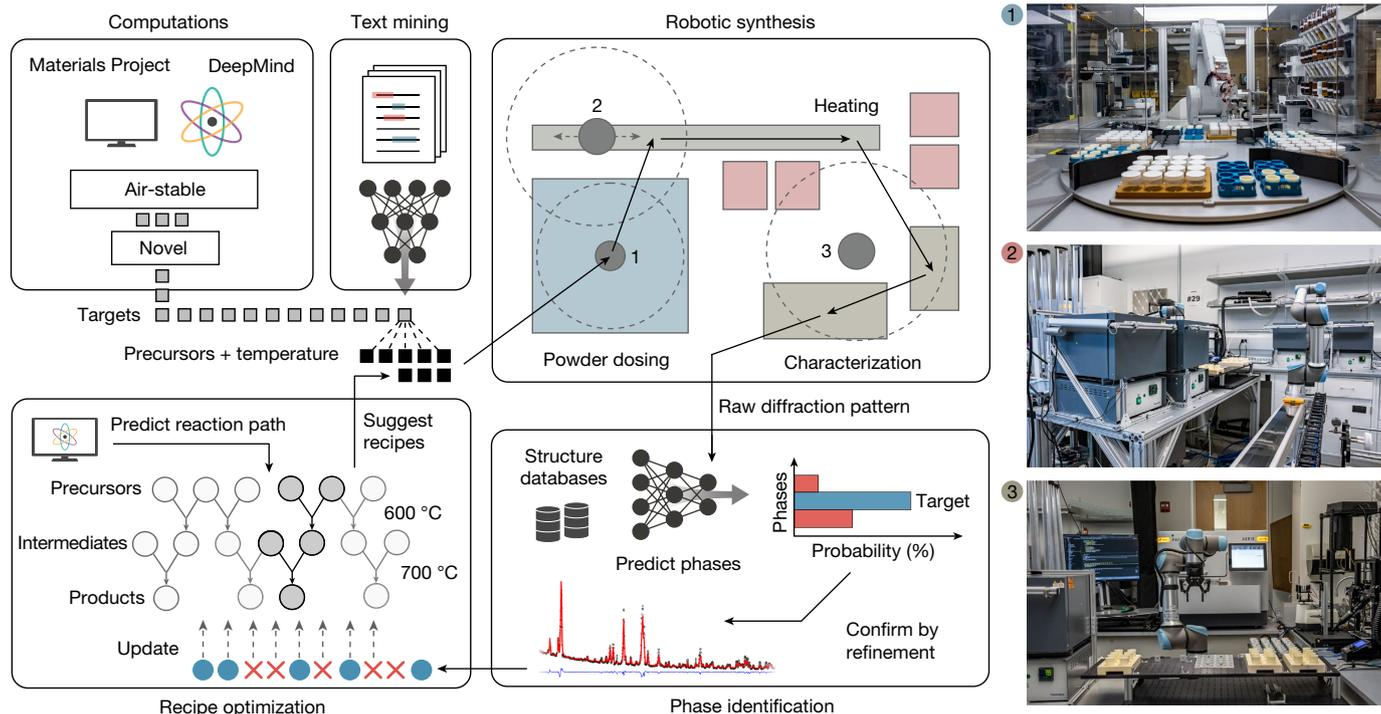 Computations
Materials Project
DeepMind
Air-stable
Novel
Targets
Precursors + temperature
Text mining
Robotic synthesis
2
Heating
1
3
Powder dosing
Characterization
Raw diffraction pattern
Predict reaction path
Suggest
recipes
Precursors
600 °C
Intermediates
700 °C
Products
Update
Recipe optimization
Structure
databases
Predict phases
Phases
Target
Probability (%)
Confirm by
refinement
Phase identification
1
2
#29
3